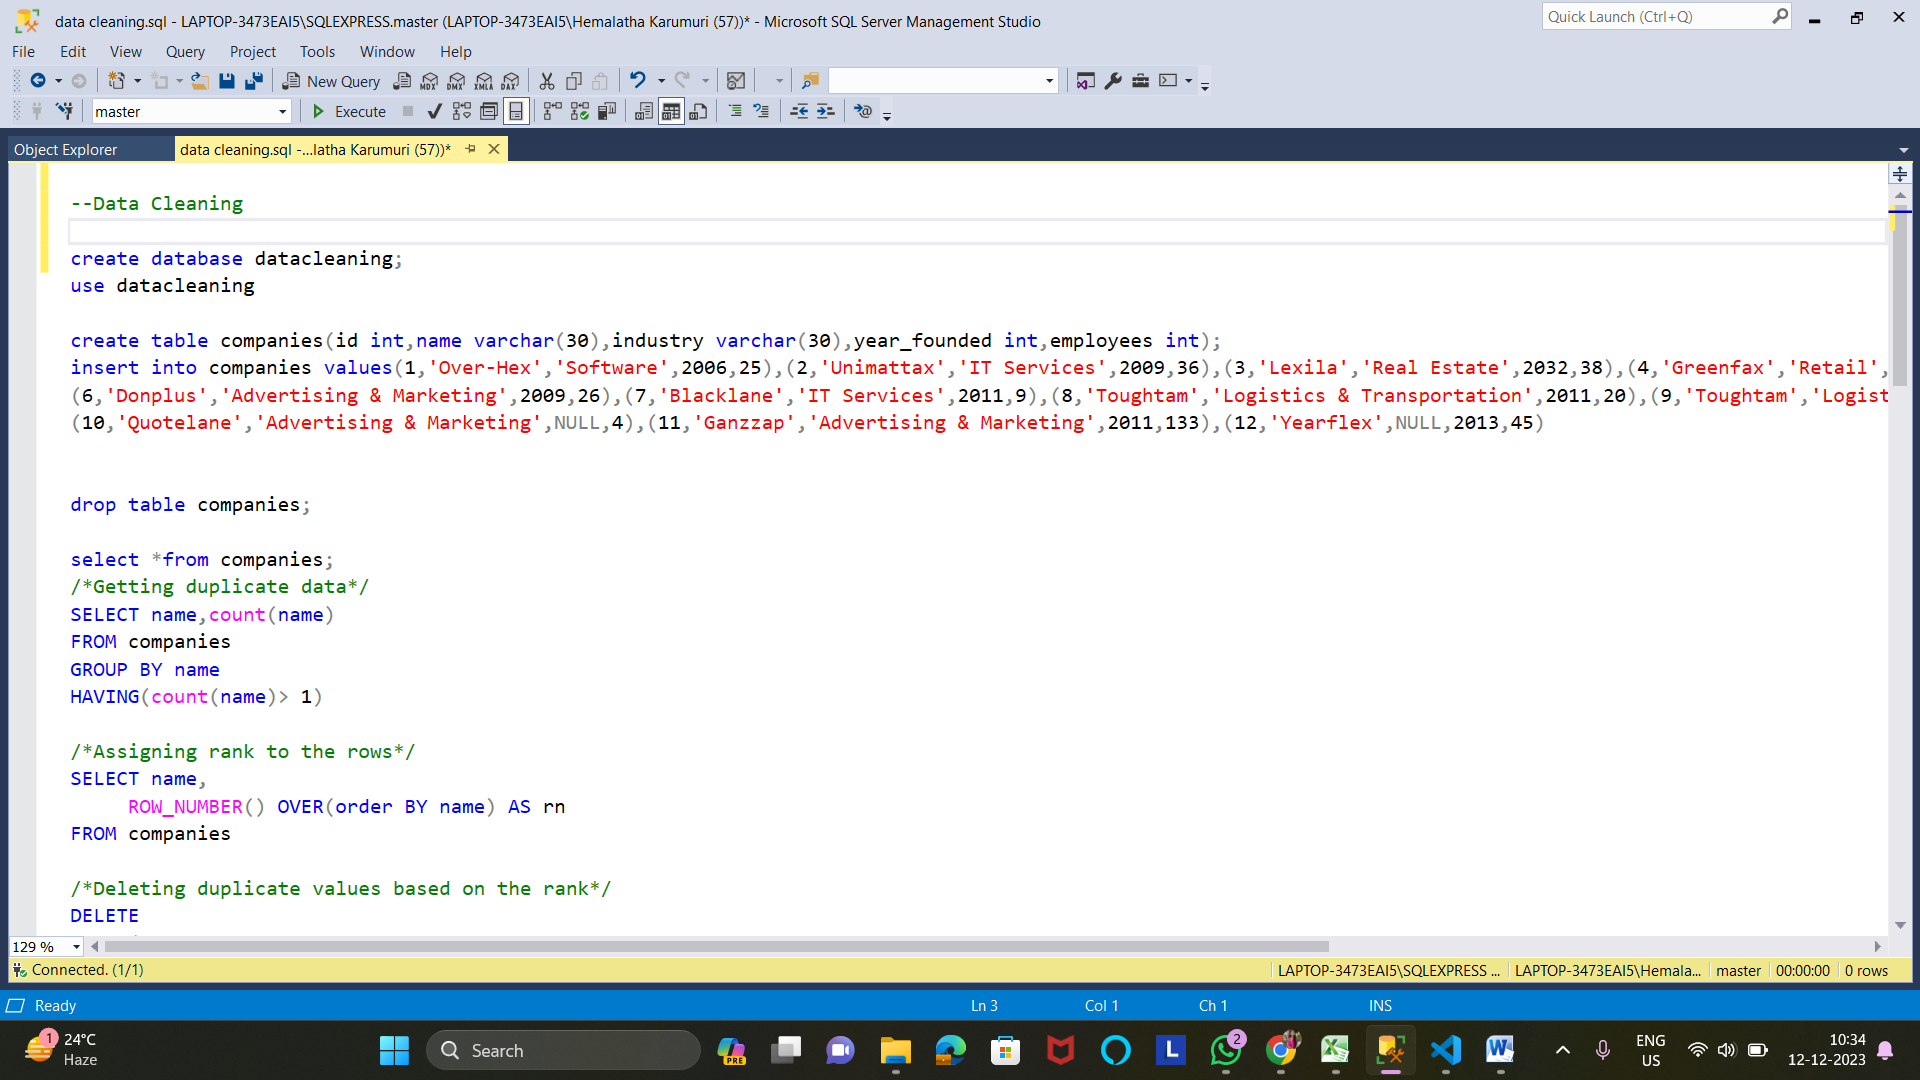 data cleaning.sql - LAPTOP-3473EAI5\SQLEXPRESS.master (LAPTOP-3473EAI5\Hemalatha Karumuri (57))* - Microsoft SQL Server Management Studio
Quick Launch (Ctrl+Q)
File Edit View Query Project Tools Window Help
New Query MDX DMX XMLA DAX
master Execute
Object Explorer
data cleaning.sql -...latha Karumuri (57))*
--Data Cleaning
create database datacleaning;
use datacleaning
create table companies(id int,name varchar(30),industry varchar(30),year_founded int,employees int);
insert into companies values(1,'Over-Hex','Software',2006,25),(2,'Unimattax','IT Services',2009,36),(3,'Lexila','Real Estate',2032,38),(4,'Greenfax','Retail',
(6,'Donplus','Advertising & Marketing',2009,26),(7,'Blacklane','IT Services',2011,9),(8,'Toughtam','Logistics & Transportation',2011,20),(9,'Toughtam','Logist
(10,'Quotelane','Advertising & Marketing',NULL,4),(11,'Ganzzap','Advertising & Marketing',2011,133),(12,'Yearflex',NULL,2013,45)
drop table companies;
select *from companies;
/*Getting duplicate data*/
SELECT name,count(name)
FROM companies
GROUP BY name
HAVING(count(name)> 1)
/*Assigning rank to the rows*/
SELECT name,
ROW_NUMBER() OVER(order BY name) AS rn
FROM companies
/*Deleting duplicate values based on the rank*/
DELETE
129 %
Connected. (1/1)
LAPTOP-3473EAI5\SQLEXPRESS ... LAPTOP-3473EAI5\Hemala... master 00:00:00 0 rows
Ready Ln 3 Col 1 Ch 1 INS
1 24°C
Haze
Search
PRE
L
2
ENG
US
10:34
12-12-2023